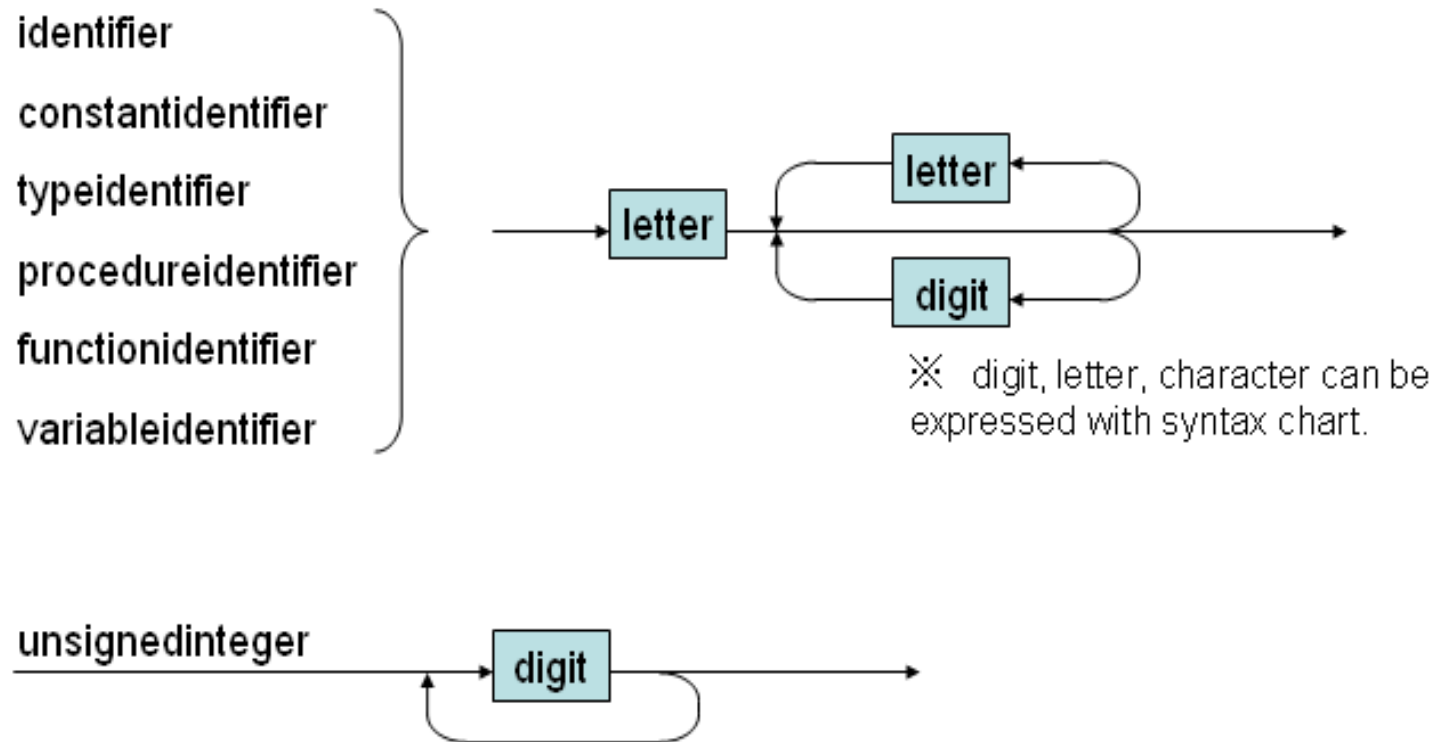 identifier
constantidentifier
typeidentifier
procedureidentifier
functionidentifier
variableidentifier
letter
letter
digit
※ digit, letter, character can be
expressed with syntax chart.
unsignedinteger
digit